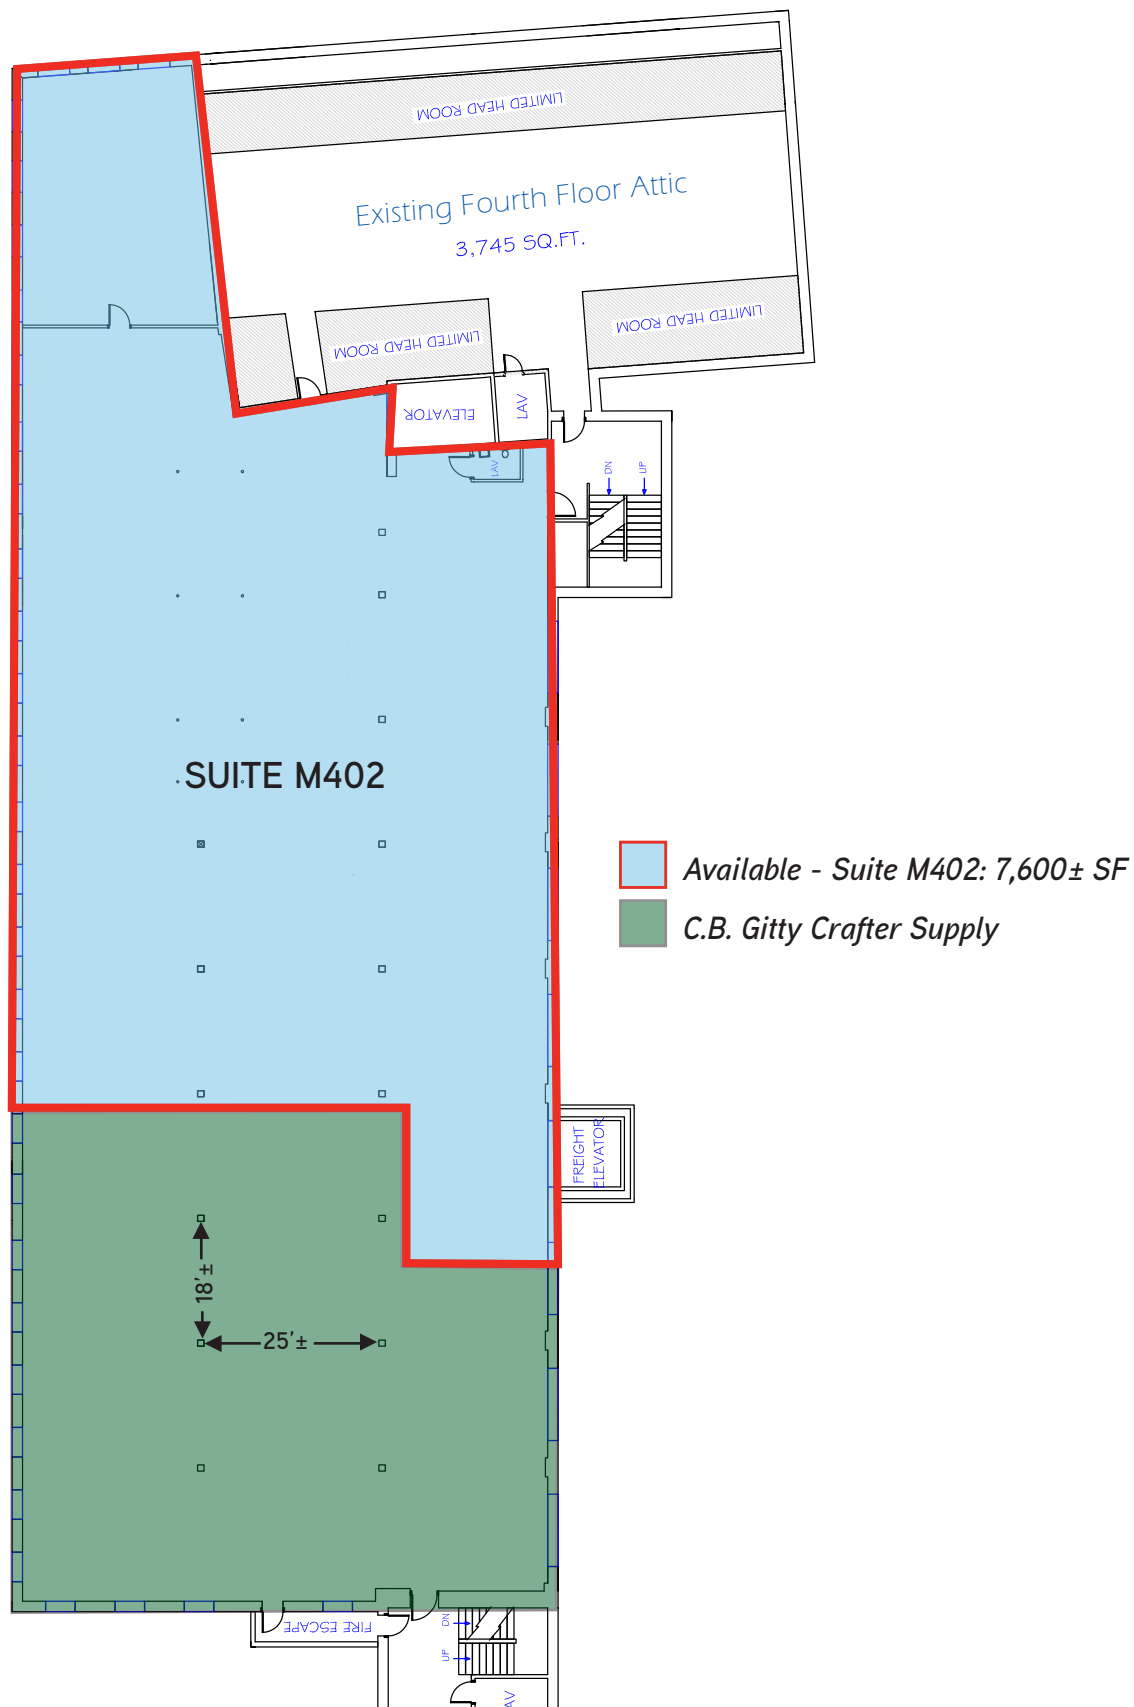 LIMITED HEAD ROOM
Existing Fourth Floor Attic
3,745 SQ.FT.
LIMITED HEAD ROOM
LIMITED HEAD ROOM
ELEVATOR
LAV
LAV
DN
UP
SUITE M402
Available - Suite M402: 7,600± SF
C.B. Gitty Crafter Supply
FREIGHT
ELEVATOR
18'±
25'±
FIRE ESCAPE
DN
UP